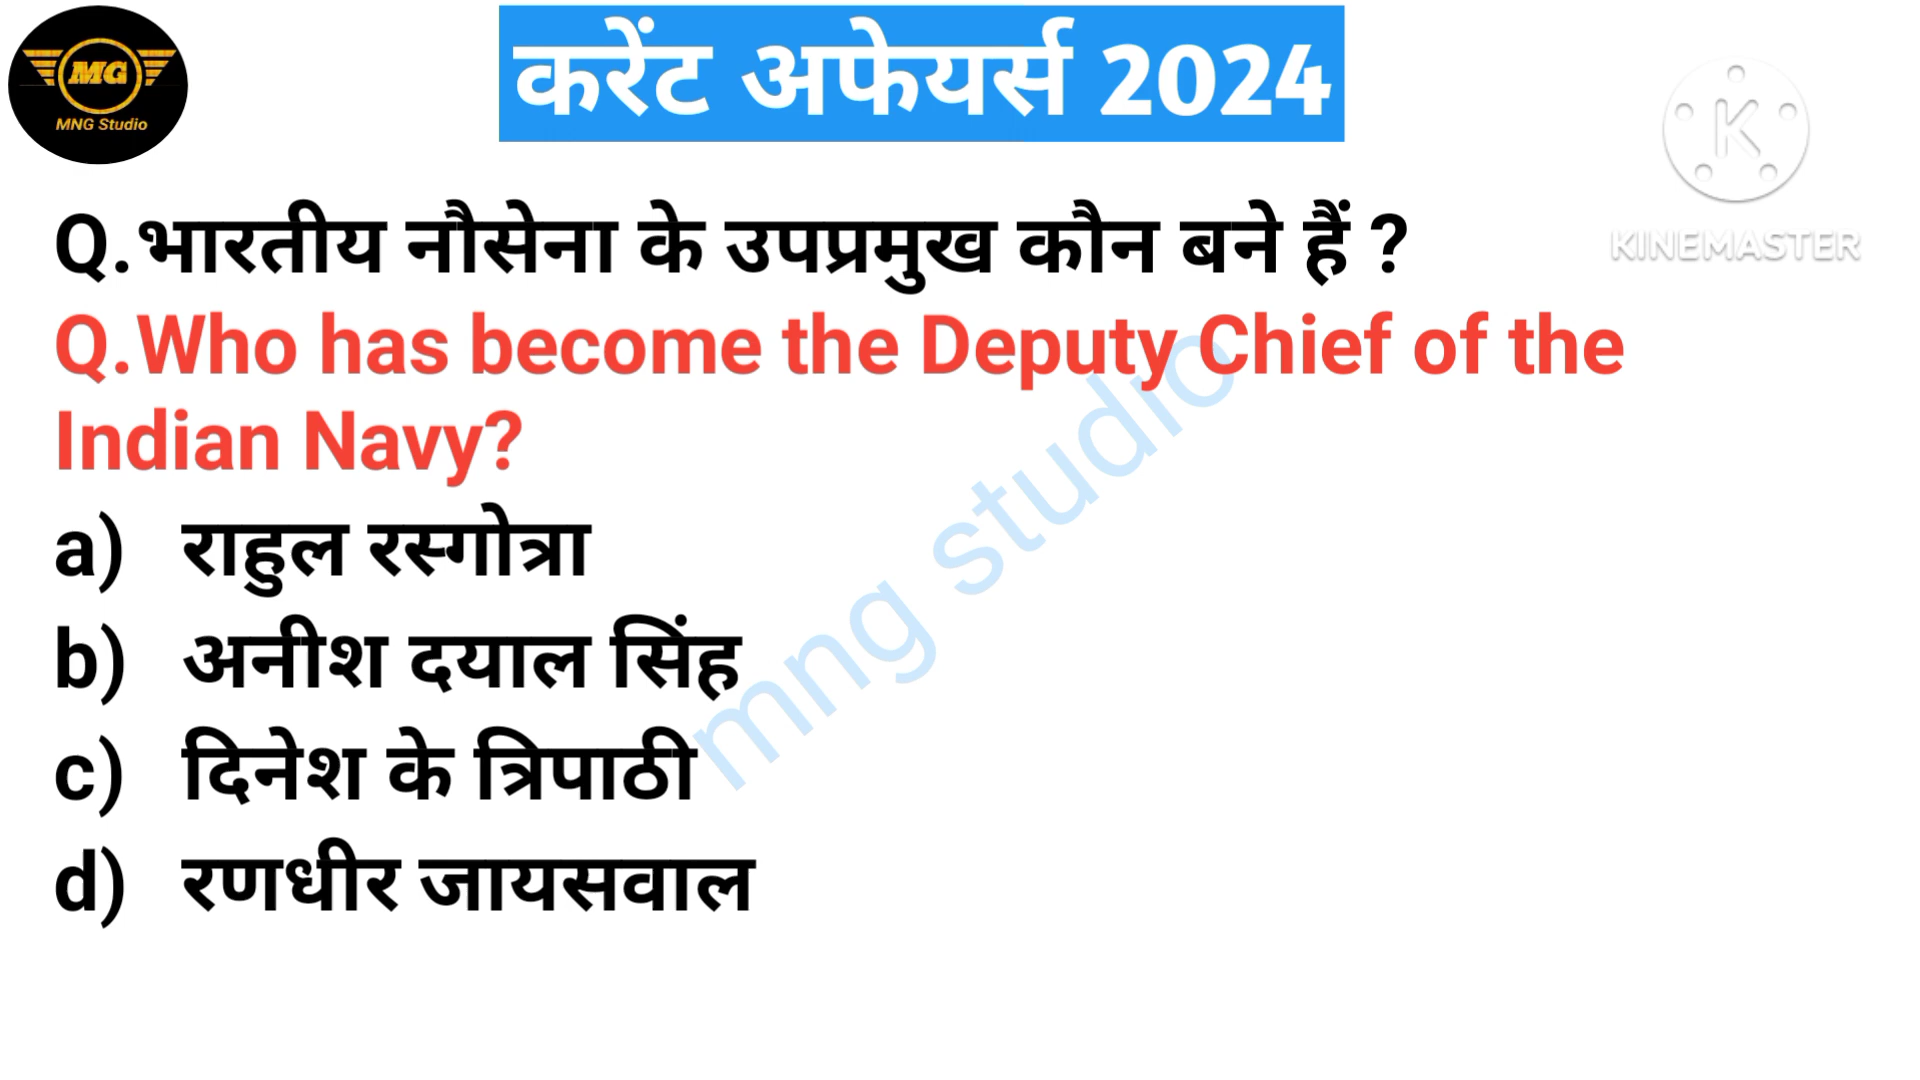 MG
MNG Studio
करेंट अफेयर्स 2024
K
KINEMASTER
Q.भारतीय नौसेना के उपप्रमुख कौन बने हैं ?
Q.Who has become the Deputy Chief of the
Indian Navy?
a) राहुल रस्गोत्रा
b) अनीश दयाल सिंह
c) दिनेश के त्रिपाठी
d) रणधीर जायसवाल
mng studio